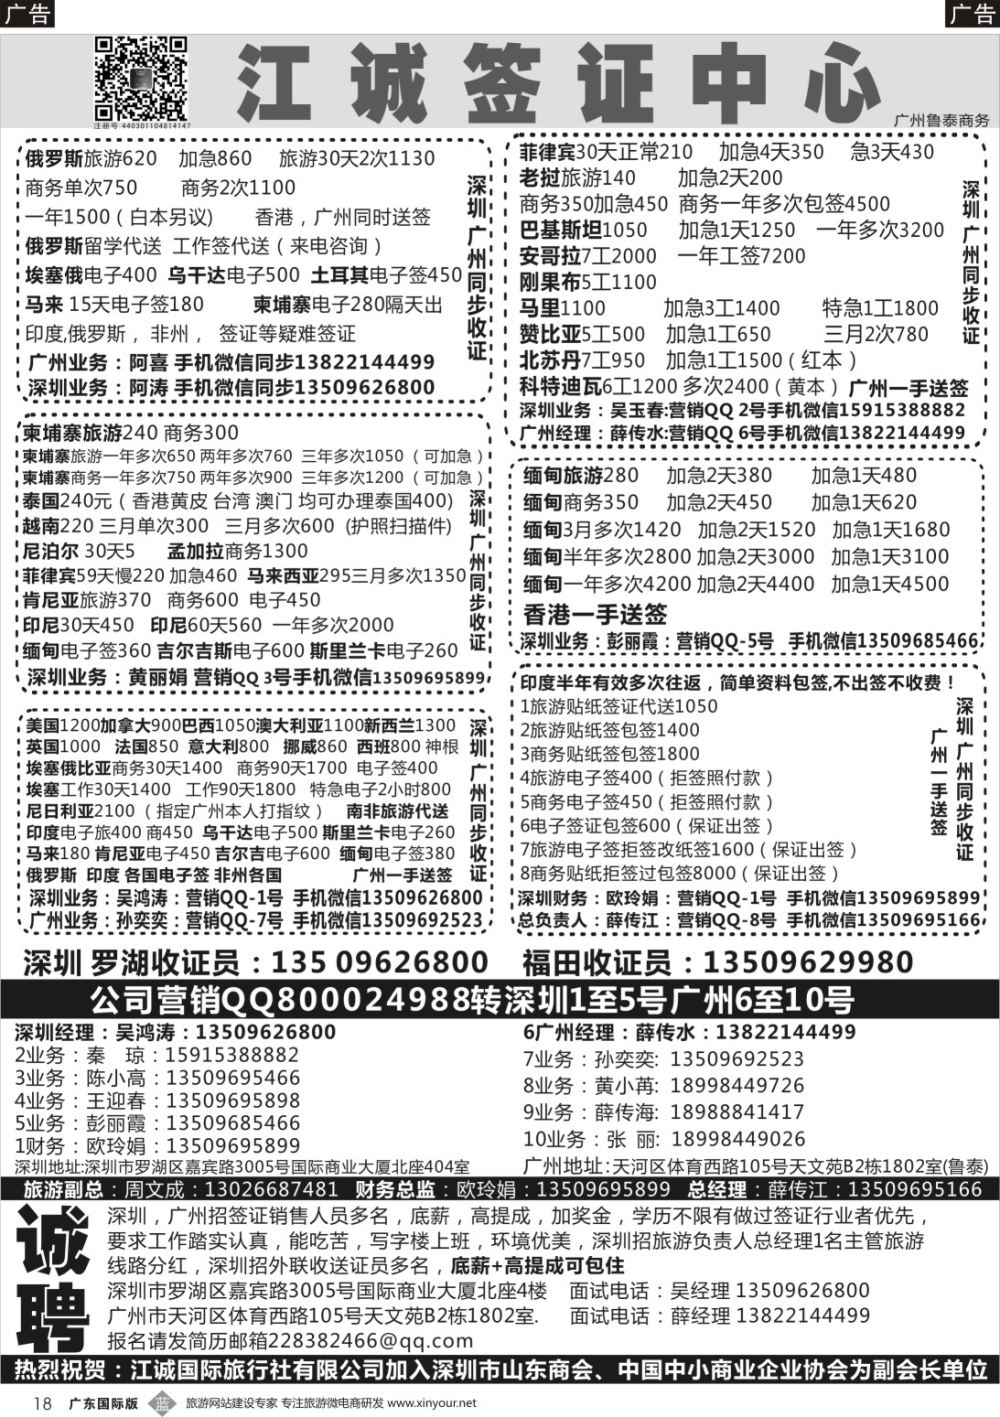 广告
广告
江诚签证中心
注册号 440301104814147
广州鲁泰商务
俄罗斯旅游620 加急860 旅游30天2次1130
商务单次750 商务2次1100
一年1500（白本另议） 香港，广州同时送签
俄罗斯留学代送 工作签代送（来电咨询）
埃塞俄电子400 乌干达电子500 土耳其电子签450
马来 15天电子签180 柬埔寨电子280隔天出
印度,俄罗斯，非州， 签证等疑难签证
广州业务：阿喜 手机微信同步13822144499
深圳业务：阿涛 手机微信同步13509626800
深圳 广州同步收证
柬埔寨旅游240 商务300
柬埔寨旅游一年多次650 两年多次760 三年多次1050（可加急）
柬埔寨商务一年多次750 两年多次900 三年多次1200（可加急）
泰国240元（香港黄皮 台湾 澳门 均可办理泰国400)
越南220 三月单次300 三月多次600 (护照扫描件)
尼泊尔 30天5 孟加拉商务1300
菲律宾59天慢220 加急460 马来西亚295三月多次1350
肯尼亚旅游370 商务600 电子450
印尼30天450 印尼60天560 一年多次2000
缅甸电子签360 吉尔吉斯电子600 斯里兰卡电子260
深圳业务：黄丽娟 营销QQ 3号手机微信13509695899
深圳 广州同步收证
美国1200加拿大900巴西1050澳大利亚1100新西兰1300
英国1000 法国850 意大利800 挪威860 西班800 神根
埃塞俄比亚商务30天1400 商务90天1700 电子签400
埃塞工作30天1400 工作90天1800 特急电子2小时800
尼日利亚2100 （指定广州本人打指纹） 南非旅游代送
印度电子旅400 商450 乌干达电子500 斯里兰卡电子260
马来180 肯尼亚电子450 吉尔吉电子600 缅甸电子签380
俄罗斯 印度 各国电子签 非州各国 广州一手送签
深圳业务：吴鸿涛：营销QQ-1号 手机微信13509626800
广州业务：孙奕奕：营销QQ-7号 手机微信13509692523
深圳 广州同步收证
菲律宾30天正常210 加急4天350 急3天430
老挝旅游140 加急2天200
商务350加急450 商务一年多次包签4500
巴基斯坦1050 加急1天1250 一年多次3200
安哥拉7工2000 一年工签7200
刚果布5工1100
马里1100 加急3工1400 特急1工1800
赞比亚5工500 加急1工650 三月2次780
北苏丹7工950 加急1工1500（红本）
科特迪瓦6工1200 多次2400（黄本）广州一手送签
深圳业务：吴玉春:营销QQ 2号手机微信15915388882
广州经理：薛传水:营销QQ 6号手机微信13822144499
深圳 广州同步收证
缅甸旅游280 加急2天380 加急1天480
缅甸商务350 加急2天450 加急1天620
缅甸3月多次1420 加急2天1520 加急1天1680
缅甸半年多次2800 加急2天3000 加急1天3100
缅甸一年多次4200 加急2天4400 加急1天4500
香港一手送签
深圳业务：彭丽霞：营销QQ-5号 手机微信13509685466
印度半年有效多次往返，简单资料包签,不出签不收费！
1旅游贴纸签证代送1050
2旅游贴纸签包签1400
3商务贴纸签包签1800
4旅游电子签400（拒签照付款）
5商务电子签450（拒签照付款）
6电子签证包签600（保证出签）
7旅游电子签拒签改纸签1600（保证出签）
8商务贴纸拒签过包签8000（保证出签）
广州一手送签
深圳 广州同步收证
深圳财务：欧玲娟：营销QQ-1号 手机微信13509695899
总负责人：薛传江：营销QQ-8号 手机微信13509695166
深圳 罗湖收证员：135 09626800 福田收证员：13509629980
公司营销QQ800024988转深圳1至5号广州6至10号
深圳经理：吴鸿涛：13509626800
2业务：秦 琼：15915388882
3业务：陈小高：13509695466
4业务：王迎春：13509695898
5业务：彭丽霞：13509685466
1财务：欧玲娟：13509695899
深圳地址:深圳市罗湖区嘉宾路3005号国际商业大厦北座404室
6广州经理：薛传水：13822144499
7业务：孙奕奕: 13509692523
8业务：黄小苒: 18998449726
9业务：薛传海: 18988841417
10业务：张 丽: 18998449026
广州地址:天河区体育西路105号天文苑B2栋1802室(鲁泰)
旅游副总：周文成：13026687481 财务总监：欧玲娟：13509695899 总经理：薛传江：13509695166
诚聘
深圳，广州招签证销售人员多名，底薪，高提成，加奖金，学历不限有做过签证行业者优先，
要求工作踏实认真，能吃苦，写字楼上班，环境优美，深圳招旅游负责人总经理1名主管旅游
线路分红，深圳招外联收送证员多名，底薪+高提成可包住
深圳市罗湖区嘉宾路3005号国际商业大厦北座4楼 面试电话：吴经理 13509626800
广州市天河区体育西路105号天文苑B2栋1802室. 面试电话：薛经理 13822144499
报名请发简历邮箱228382466@qq.com
热烈祝贺：江诚国际旅行社有限公司加入深圳市山东商会、中国中小商业企业协会为副会长单位
18 广东国际版 蓝 旅游网站建设专家 专注旅游微电商研发 www.xinyour.net